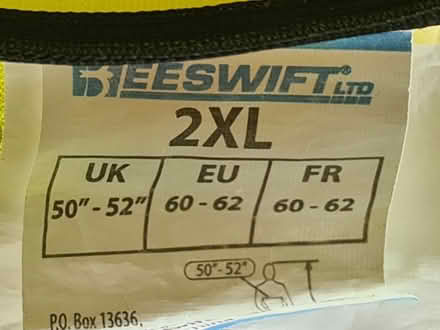 BEESWIFT® LTD
2XL
UK EU FR
50” - 52” 60 - 62 60 - 62
50” - 52”
P.O. Box 13636,